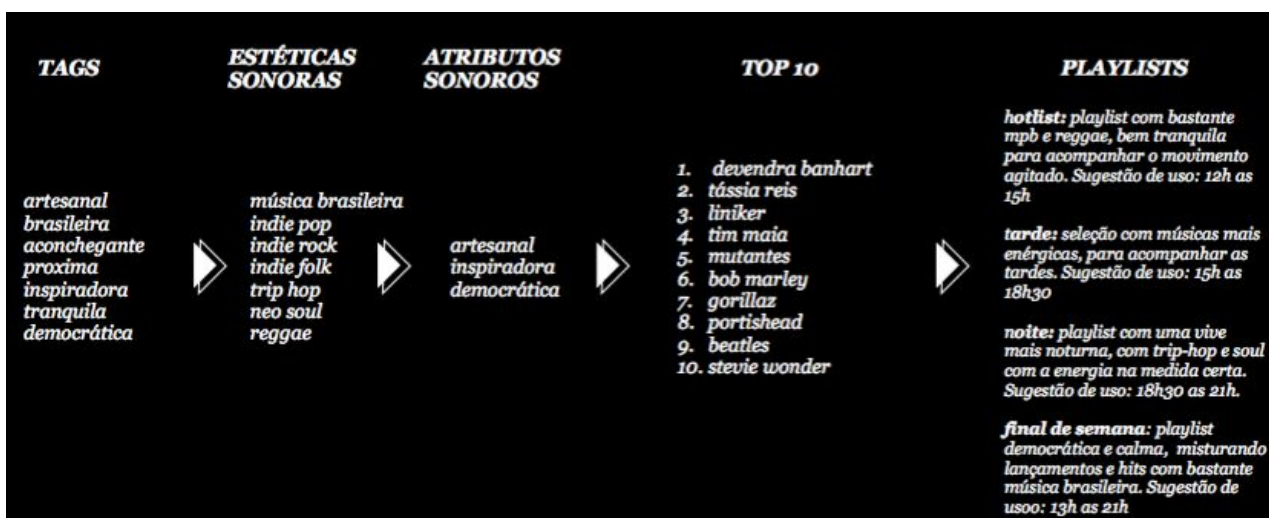 TAGS
ESTÉTICAS
SONORAS
ATRIBUTOS
SONOROS
TOP 10
PLAYLISTS
artesanal
brasileira
aconchegante
proxima
inspiradora
tranquila
democrática
música brasileira
indie pop
indie rock
indie folk
trip hop
neo soul
reggae
artesanal
inspiradora
democrática
1. devendra banhart
2. tássia reis
3. liniker
4. tim maia
5. mutantes
6. bob marley
7. gorillaz
8. portishead
9. beatles
10. stevie wonder
hotlist: playlist com bastante
mpb e reggae, bem tranquila
para acompanhar o movimento
agitado. Sugestão de uso: 12h as
15h
tarde: seleção com músicas mais
enérgicas, para acompanhar as
tardes. Sugestão de uso: 15h as
18h30
noite: playlist com uma vive
mais noturna, com trip-hop e soul
com a energia na medida certa.
Sugestão de uso: 18h30 as 21h.
final de semana: playlist
democrática e calma, misturando
lançamentos e hits com bastante
música brasileira. Sugestão de
usoo: 13h as 21h